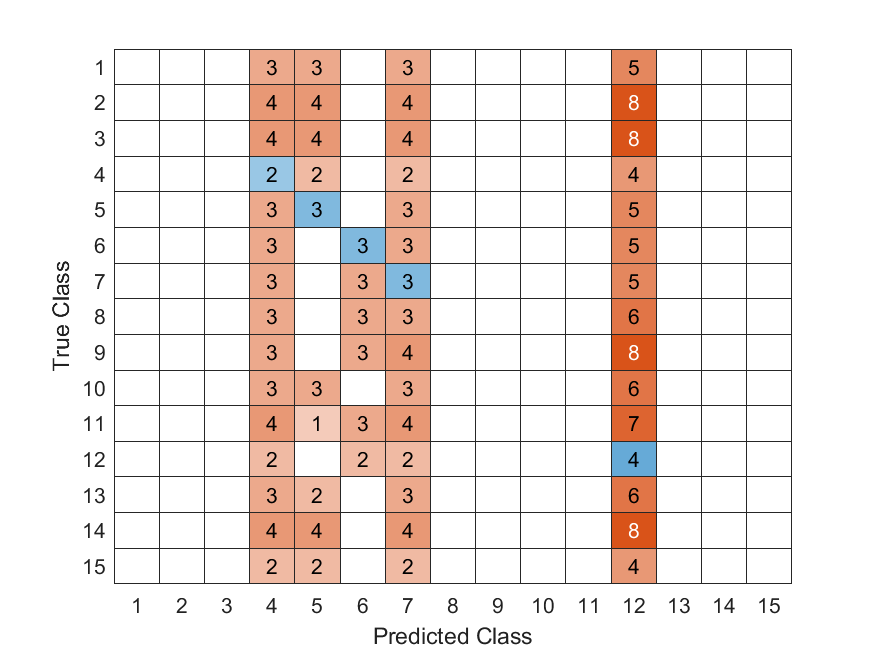 1 3 3 3 5
2 4 4 4 8
3 4 4 4 8
4 2 2 2 4
5 3 3 3 5
6 3 3 3 5
7 3 3 3 5
8 3 3 3 6
9 3 3 4 8
10 3 3 3 6
11 4 1 3 4 7
12 2 2 2 4
13 3 2 3 6
14 4 4 4 8
15 2 2 2 4
True Class
1 2 3 4 5 6 7 8 9 10 11 12 13 14 15
Predicted Class